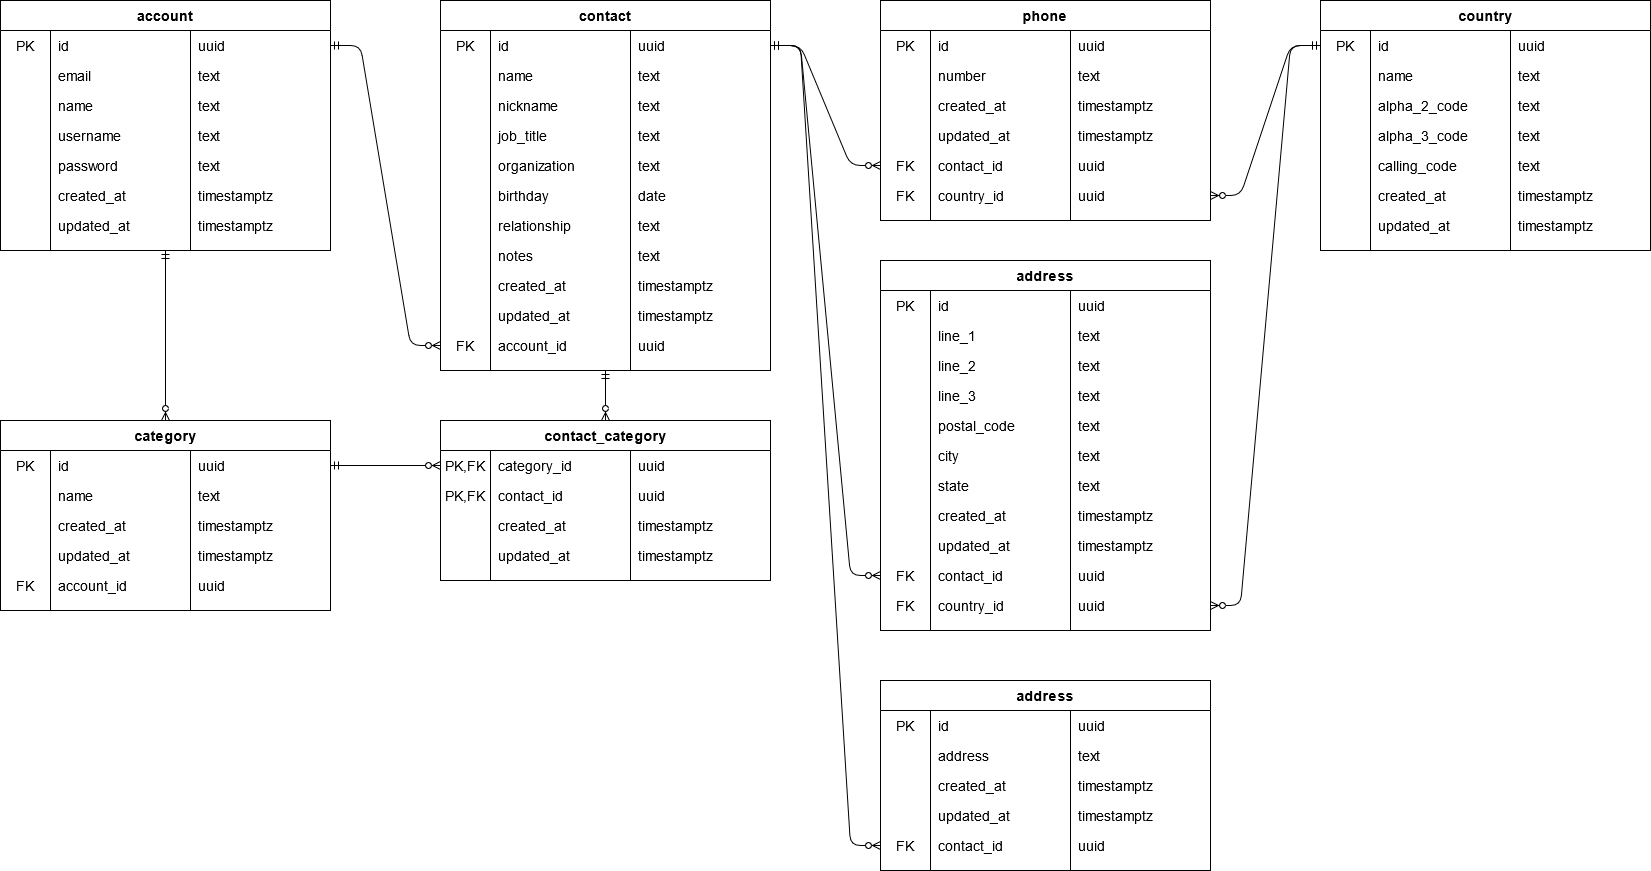 account
PK id uuid
email text
name text
username text
password text
created_at timestamptz
updated_at timestamptz
contact
PK id uuid
name text
nickname text
job_title text
organization text
birthday date
relationship text
notes text
created_at timestamptz
updated_at timestamptz
FK account_id uuid
phone
PK id uuid
number text
created_at timestamptz
updated_at timestamptz
FK contact_id uuid
FK country_id uuid
country
PK id uuid
name text
alpha_2_code text
alpha_3_code text
calling_code text
created_at timestamptz
updated_at timestamptz
address
PK id uuid
line_1 text
line_2 text
line_3 text
postal_code text
city text
state text
created_at timestamptz
updated_at timestamptz
FK contact_id uuid
FK country_id uuid
category
PK id uuid
name text
created_at timestamptz
updated_at timestamptz
FK account_id uuid
contact_category
PK,FK category_id uuid
PK,FK contact_id uuid
created_at timestamptz
updated_at timestamptz
address
PK id uuid
address text
created_at timestamptz
updated_at timestamptz
FK contact_id uuid